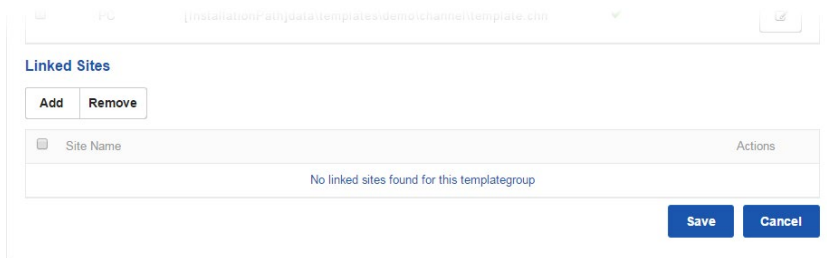 PC [InstallationPath]data\templates\demo\channel\template.chn
Linked Sites
Add Remove
Site Name Actions
No linked sites found for this templategroup
Save Cancel